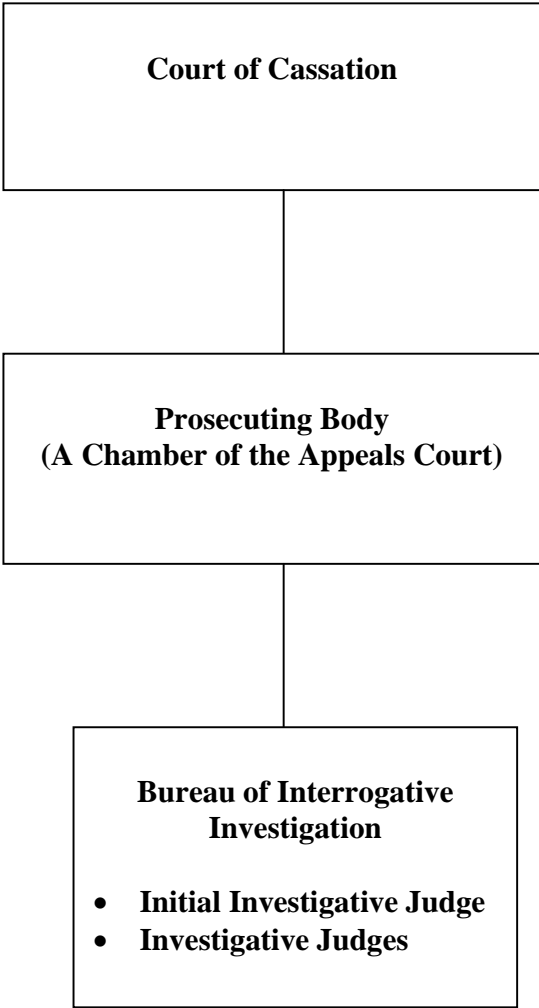 Court of Cassation
Prosecuting Body
(A Chamber of the Appeals Court)
Bureau of Interrogative
Investigation
• Initial Investigative Judge
• Investigative Judges